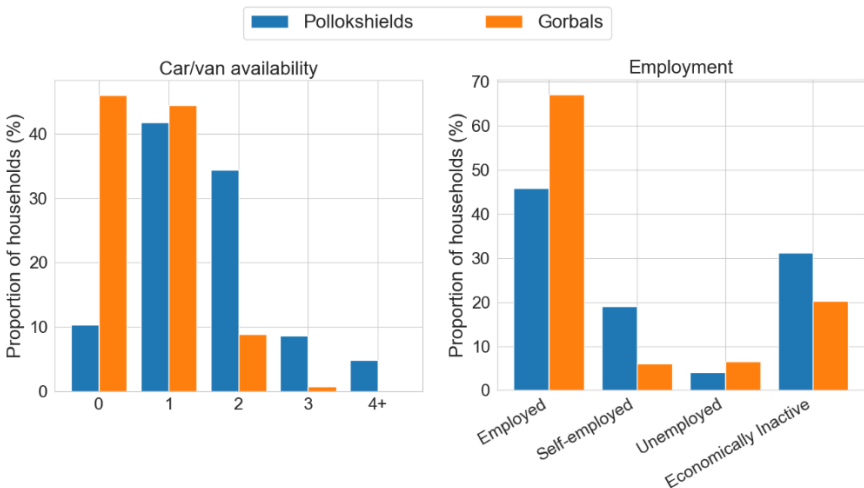 Pollokshields Gorbals
Car/van availability
Proportion of households (%)
40
30
20
10
0
0 1 2 3 4+
Employment
Proportion of households (%)
70
60
50
40
30
20
10
0
Employed Self-employed Unemployed Economically Inactive